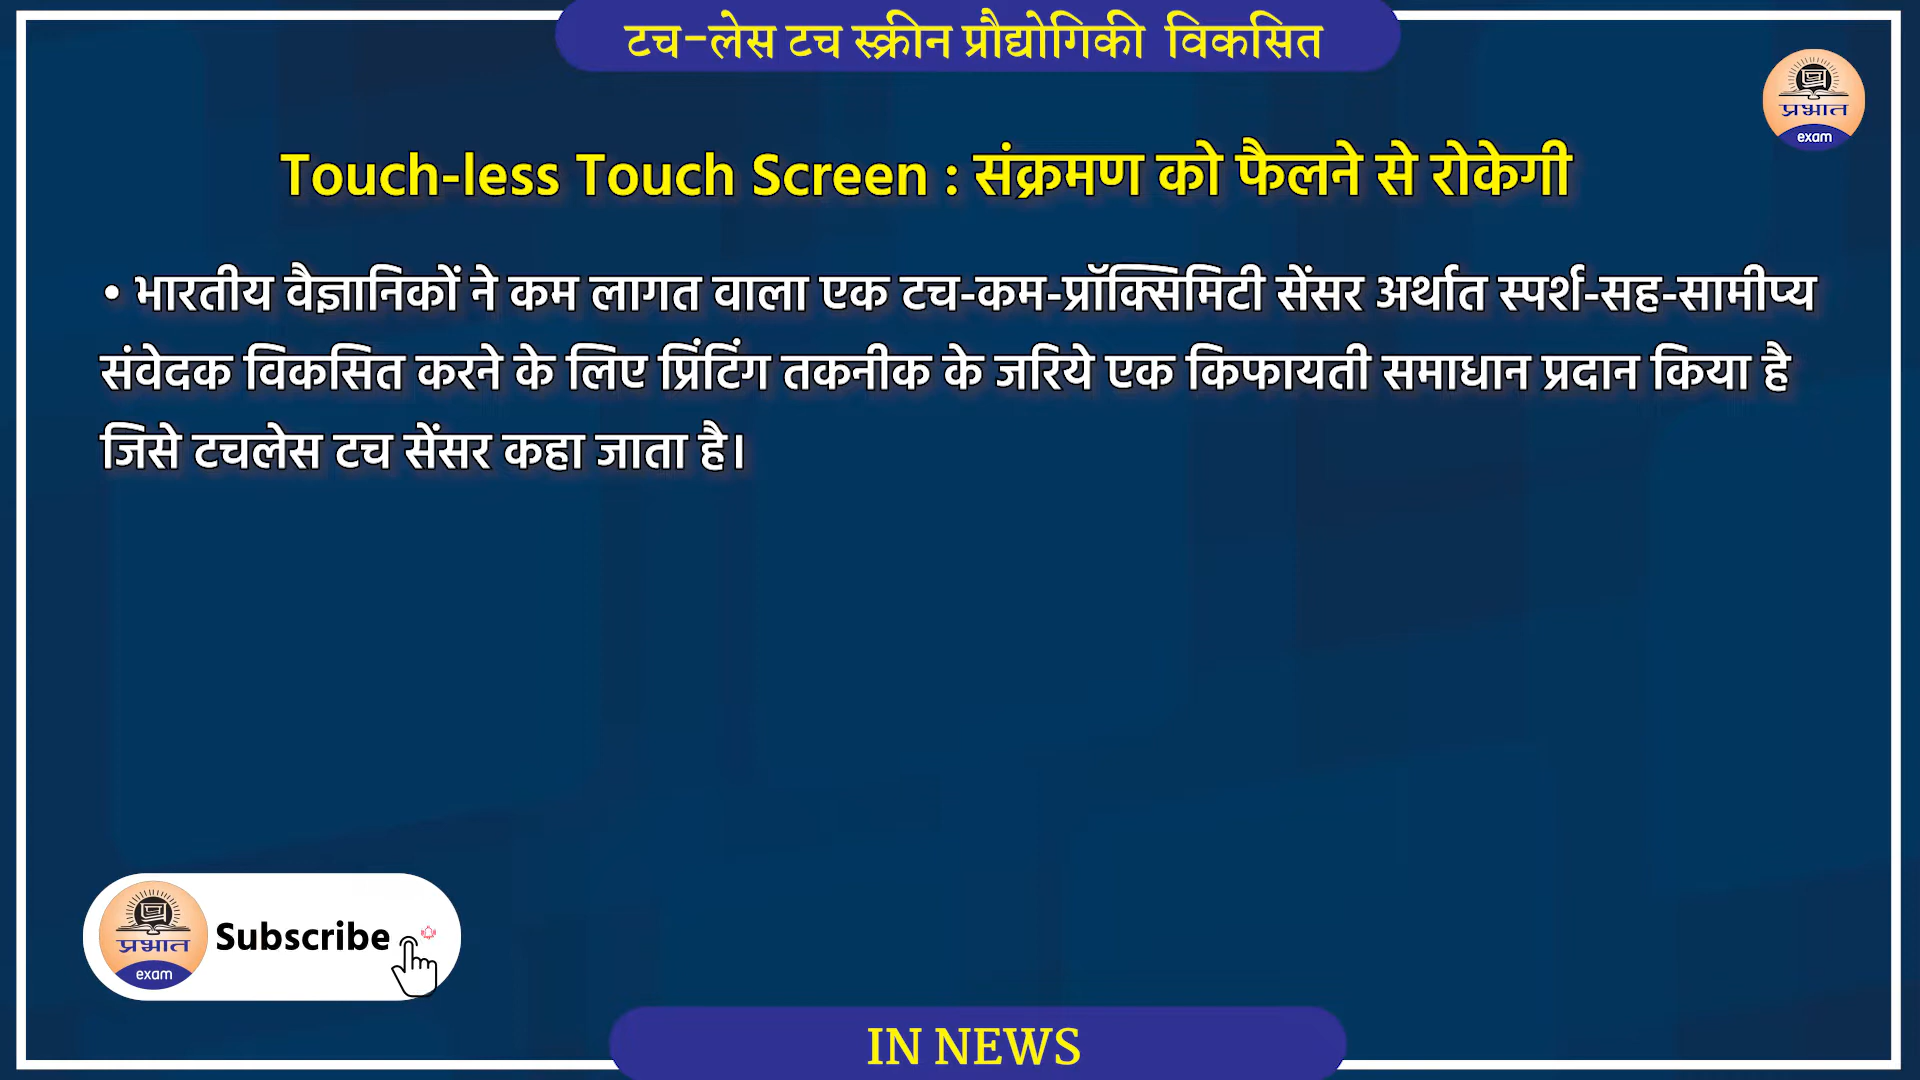 टच-लेस टच स्क्रीन प्रौद्योगिकी विकसित
प्रभात
exam
Touch-less Touch Screen : संक्रमण को फैलने से रोकेगी
• भारतीय वैज्ञानिकों ने कम लागत वाला एक टच-कम-प्रॉक्सिमिटी सेंसर अर्थात स्पर्श-सह-सामीप्य
संवेदक विकसित करने के लिए प्रिंटिंग तकनीक के जरिये एक किफायती समाधान प्रदान किया है
जिसे टचलेस टच सेंसर कहा जाता है।
प्रभात
exam
Subscribe
IN NEWS